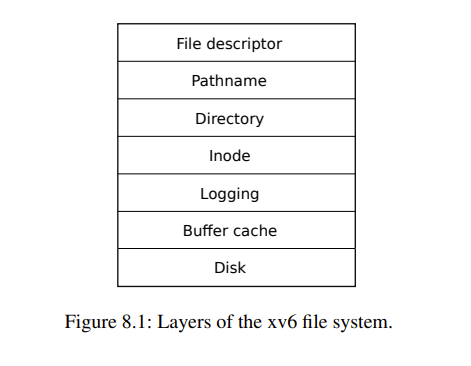 File descriptor
Pathname
Directory
Inode
Logging
Buffer cache
Disk
Figure 8.1: Layers of the xv6 file system.